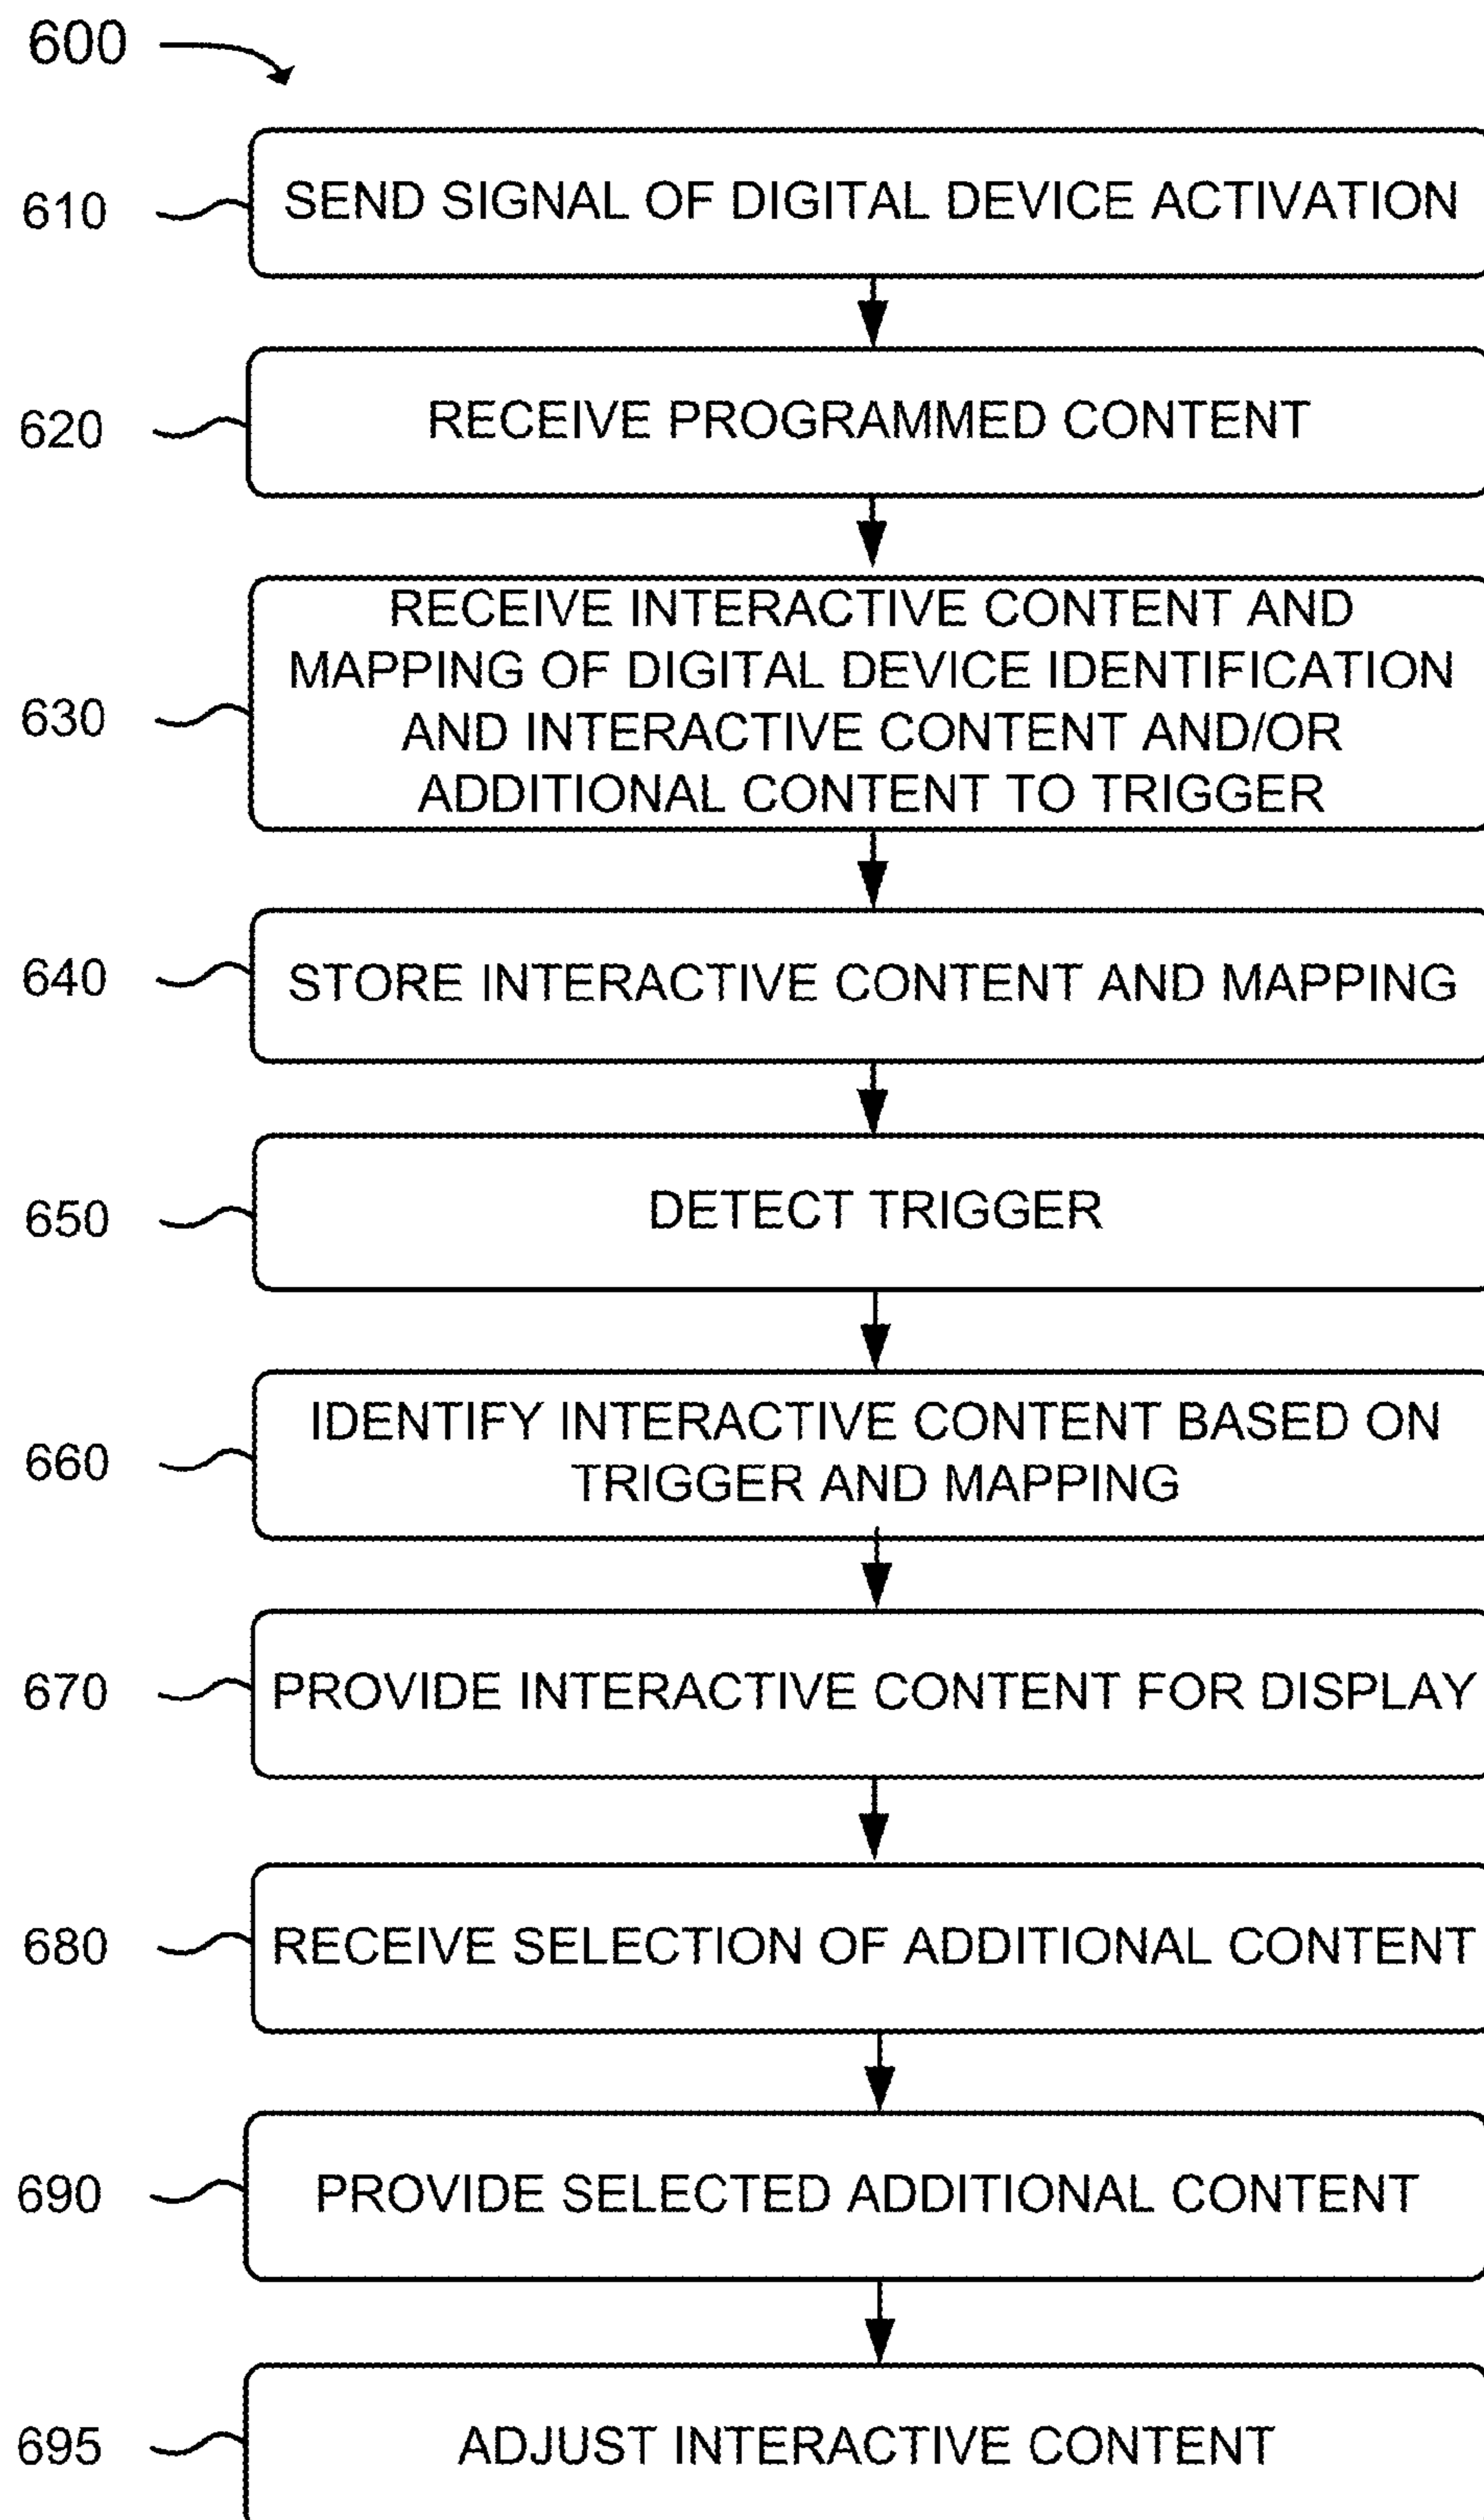 600
610 SEND SIGNAL OF DIGITAL DEVICE ACTIVATION
620 RECEIVE PROGRAMMED CONTENT
630 RECEIVE INTERACTIVE CONTENT AND
MAPPING OF DIGITAL DEVICE IDENTIFICATION
AND INTERACTIVE CONTENT AND/OR
ADDITIONAL CONTENT TO TRIGGER
640 STORE INTERACTIVE CONTENT AND MAPPING
650 DETECT TRIGGER
660 IDENTIFY INTERACTIVE CONTENT BASED ON
TRIGGER AND MAPPING
670 PROVIDE INTERACTIVE CONTENT FOR DISPLAY
680 RECEIVE SELECTION OF ADDITIONAL CONTENT
690 PROVIDE SELECTED ADDITIONAL CONTENT
695 ADJUST INTERACTIVE CONTENT